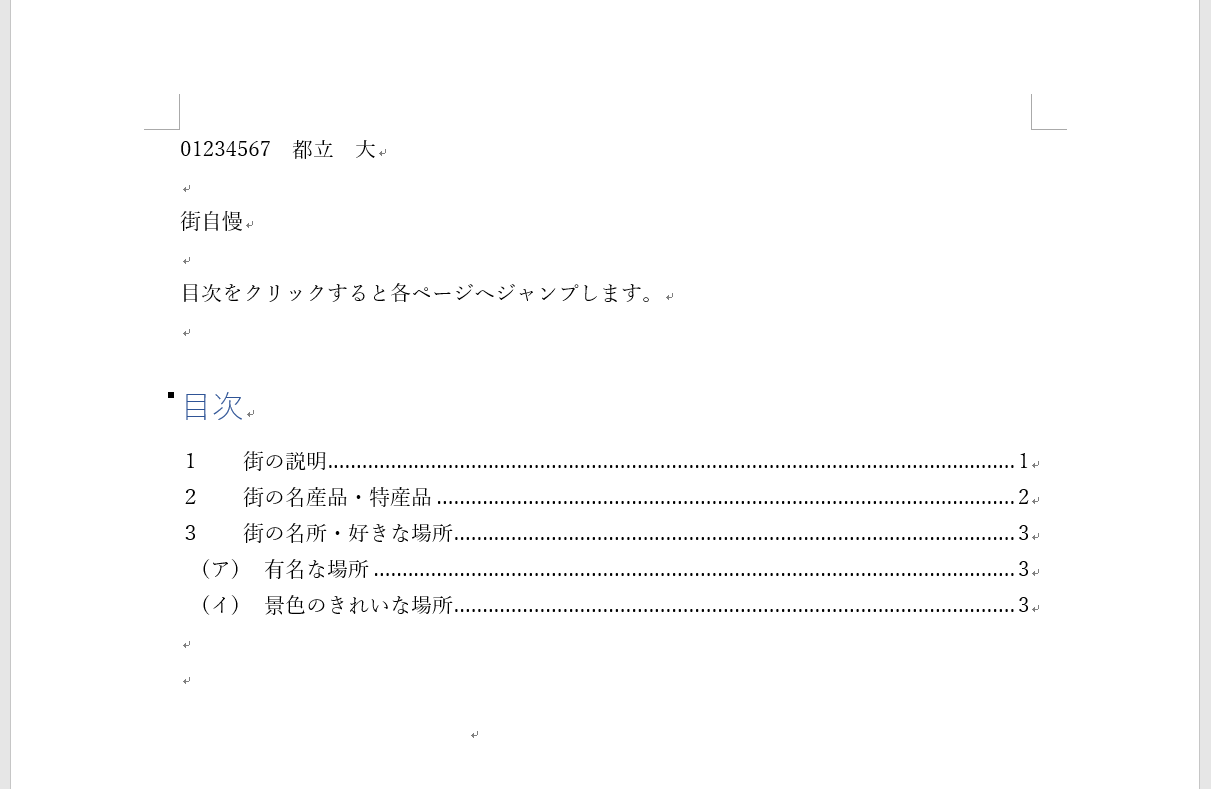 01234567　都立　大
街自慢
目次をクリックすると各ページへジャンプします。
目次
1　　街の説明......................................................................1
2　　街の名産品・特産品......................................................................2
3　　街の名所・好きな場所......................................................................3
（ア）　有名な場所......................................................................3
（イ）　景色のきれいな場所......................................................................3